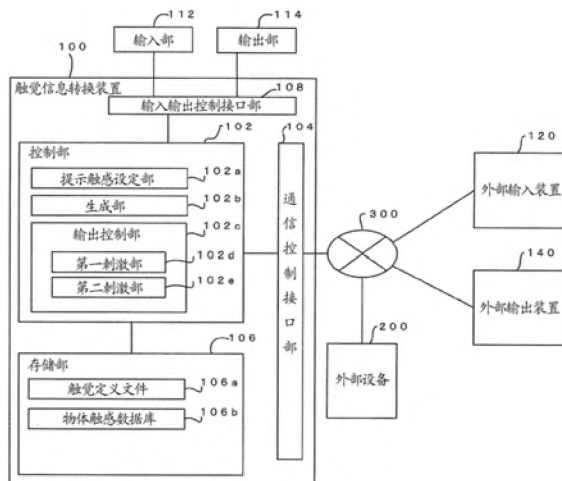 112
输入部
114
输出部
100
触觉信息转换装置
108
输入输出控制接口部
102
控制部
102a
提示触感设定部
102b
生成部
102c
输出控制部
102d
第一刺激部
102e
第二刺激部
104
通信控制接口部
106
存储部
106a
触觉定义文件
106b
物体触感数据库
300
120
外部输入装置
140
外部输出装置
200
外部设备